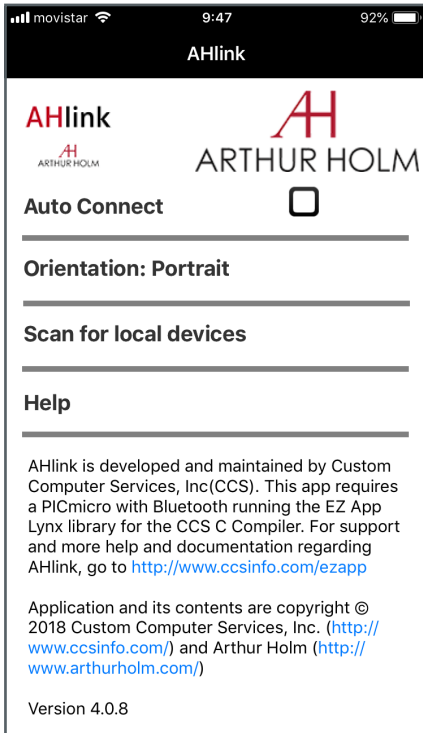 movistar 9:47 92%
AHlink
AHlink
AH
ARTHUR HOLM
AH
ARTHUR HOLM
Auto Connect
Orientation: Portrait
Scan for local devices
Help
AHlink is developed and maintained by Custom
Computer Services, Inc(CCS). This app requires
a PICmicro with Bluetooth running the EZ App
Lynx library for the CCS C Compiler. For support
and more help and documentation regarding
AHlink, go to http://www.ccsinfo.com/ezapp
Application and its contents are copyright ©
2018 Custom Computer Services, Inc. (http://
www.ccsinfo.com/) and Arthur Holm (http://
www.arthurholm.com/)
Version 4.0.8